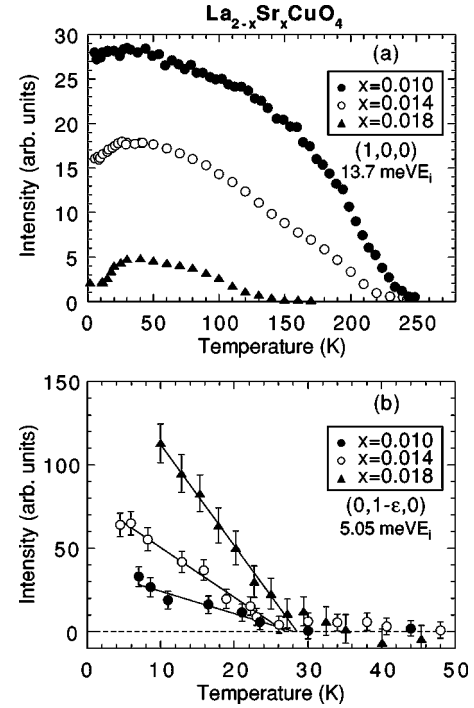 La₂₋ₓSrₓCuO₄
(a)
x=0.010
x=0.014
x=0.018
(1,0,0)
13.7 meVEᵢ
Intensity (arb. units)
30
25
20
15
10
5
0
0 50 100 150 200 250
Temperature (K)
(b)
x=0.010
x=0.014
x=0.018
(0,1-ε,0)
5.05 meVEᵢ
Intensity (arb. units)
150
100
50
0
0 10 20 30 40 50
Temperature (K)